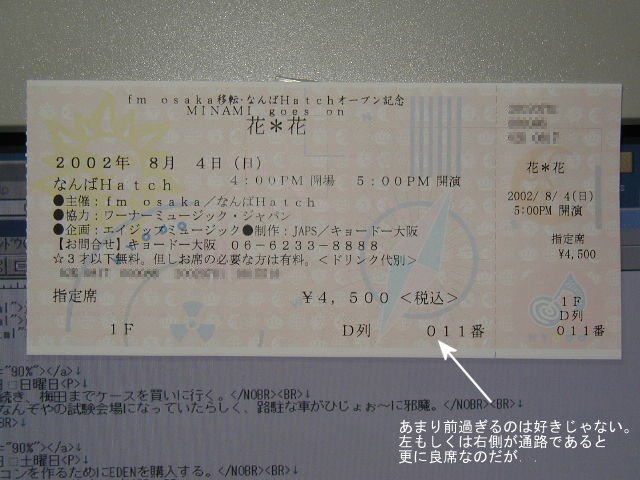 fm osaka移転・なんばHatchオープン記念
MINAMI goes on
花＊花
2002年 8月 4日(日)
なんばHatch 4:00PM 開場 5:00PM 開演
●主催：fm osaka／なんばHatch
●協力：ワーナーミュージック・ジャパン
●企画：エイジップミュージック●制作：JAPS／キョードー大阪
【お問合せ】キョードー大阪 06-6233-8888
☆3才以下無料。但しお席の必要な方は有料。＜ドリンク代別＞
指定席 ￥4,500＜税込＞
1F D列 011番
花＊花
2002/ 8/ 4(日)
5:00PM 開演
指定席
¥4,500
1F
D列
011番
="90%"></a>↓
日 □日曜日<P>↓
続き、梅田までケースを買いに行く。</NOBR><BR>↓
なんぞやの試験会場になっていたらしく、路駐な車がひじょぉ～に邪魔。</NOBR><BR>↓
="90%"></a>↓
日 □土曜日<P>↓
コンを作るためにEDENを購入する。</NOBR><BR>↓
あまり前過ぎるのは好きじゃない。
左もしくは右側が通路であると
更に良席なのだが．．